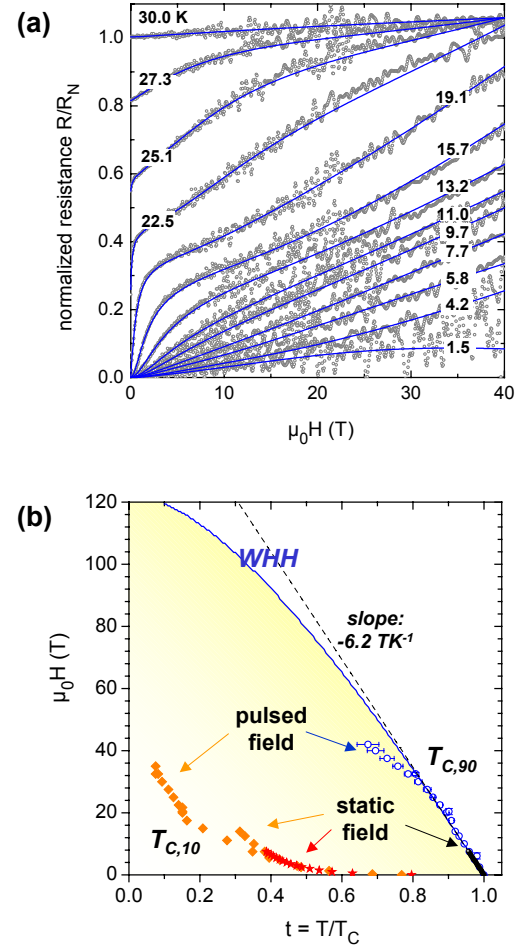 (a)
normalized resistance R/R_N
1.0
0.8
0.6
0.4
0.2
0.0
30.0 K
27.3
25.1
22.5
19.1
15.7
13.2
11.0
9.7
7.7
5.8
4.2
1.5
0 10 20 30 40
μ₀H (T)
(b)
μ₀H (T)
120
100
80
60
40
20
0
WHH
slope:
-6.2 TK⁻¹
pulsed
field
T_C,90
static
field
T_C,10
0.0 0.2 0.4 0.6 0.8 1.0
t = T/T_C